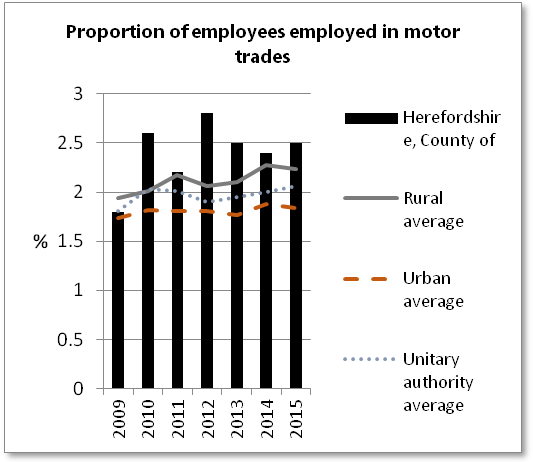 Proportion of employees employed in motor
trades
3
2.5
2
1.5
1
0.5
0
%
2009
2010
2011
2012
2013
2014
2015
Herefordshir
e, County of
Rural
average
Urban
average
Unitary
authority
average